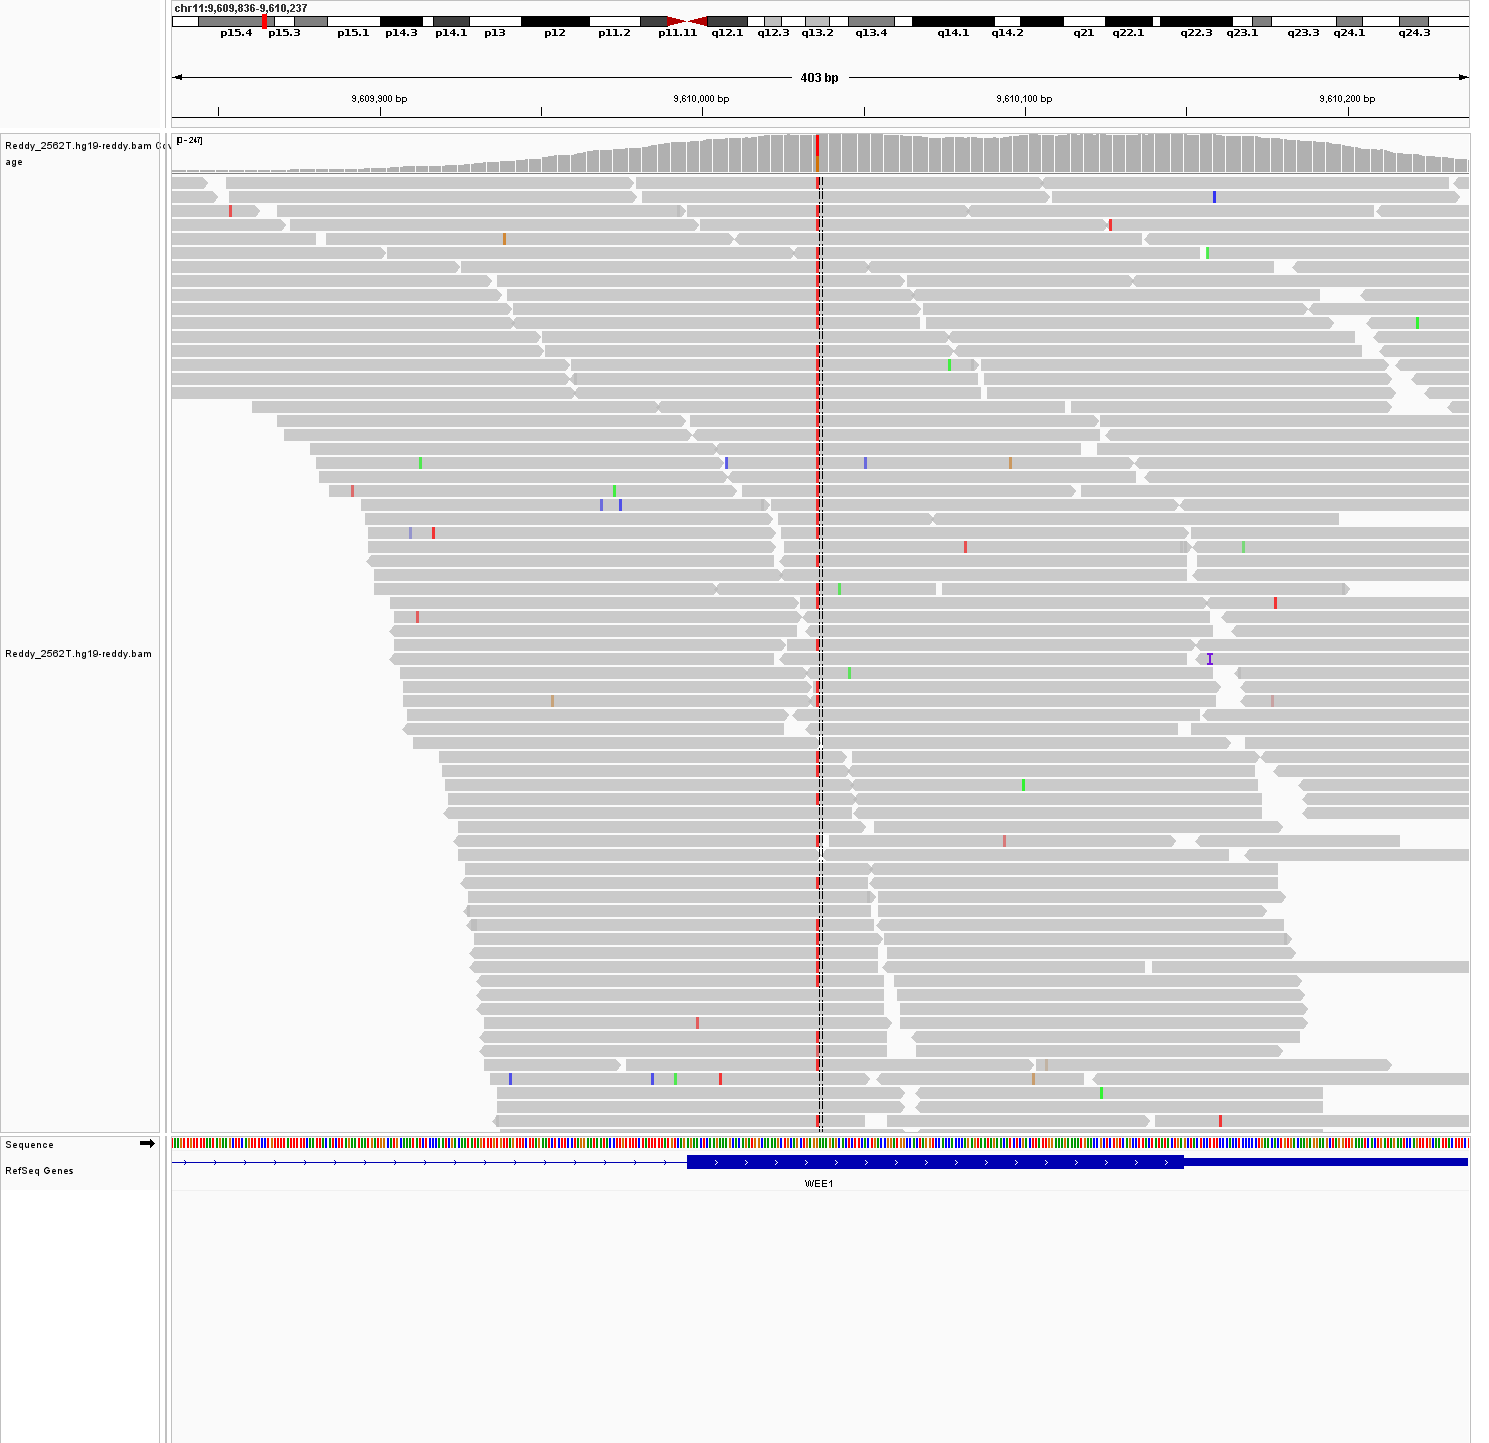 chr11:9,609,836-9,610,237
p15.4 p15.3 p15.1 p14.3 p14.1 p13 p12 p11.2 p11.11 q12.1 q12.3 q13.2 q13.4 q14.1 q14.2 q21 q22.1 q22.3 q23.1 q23.3 q24.1 q24.3
403 bp
9,609,900 bp 9,610,000 bp 9,610,100 bp 9,610,200 bp
[0 - 247]
Reddy_2562T.hg19-reddy.bam Cov
age
Reddy_2562T.hg19-reddy.bam
Sequence
RefSeq Genes
WEE1